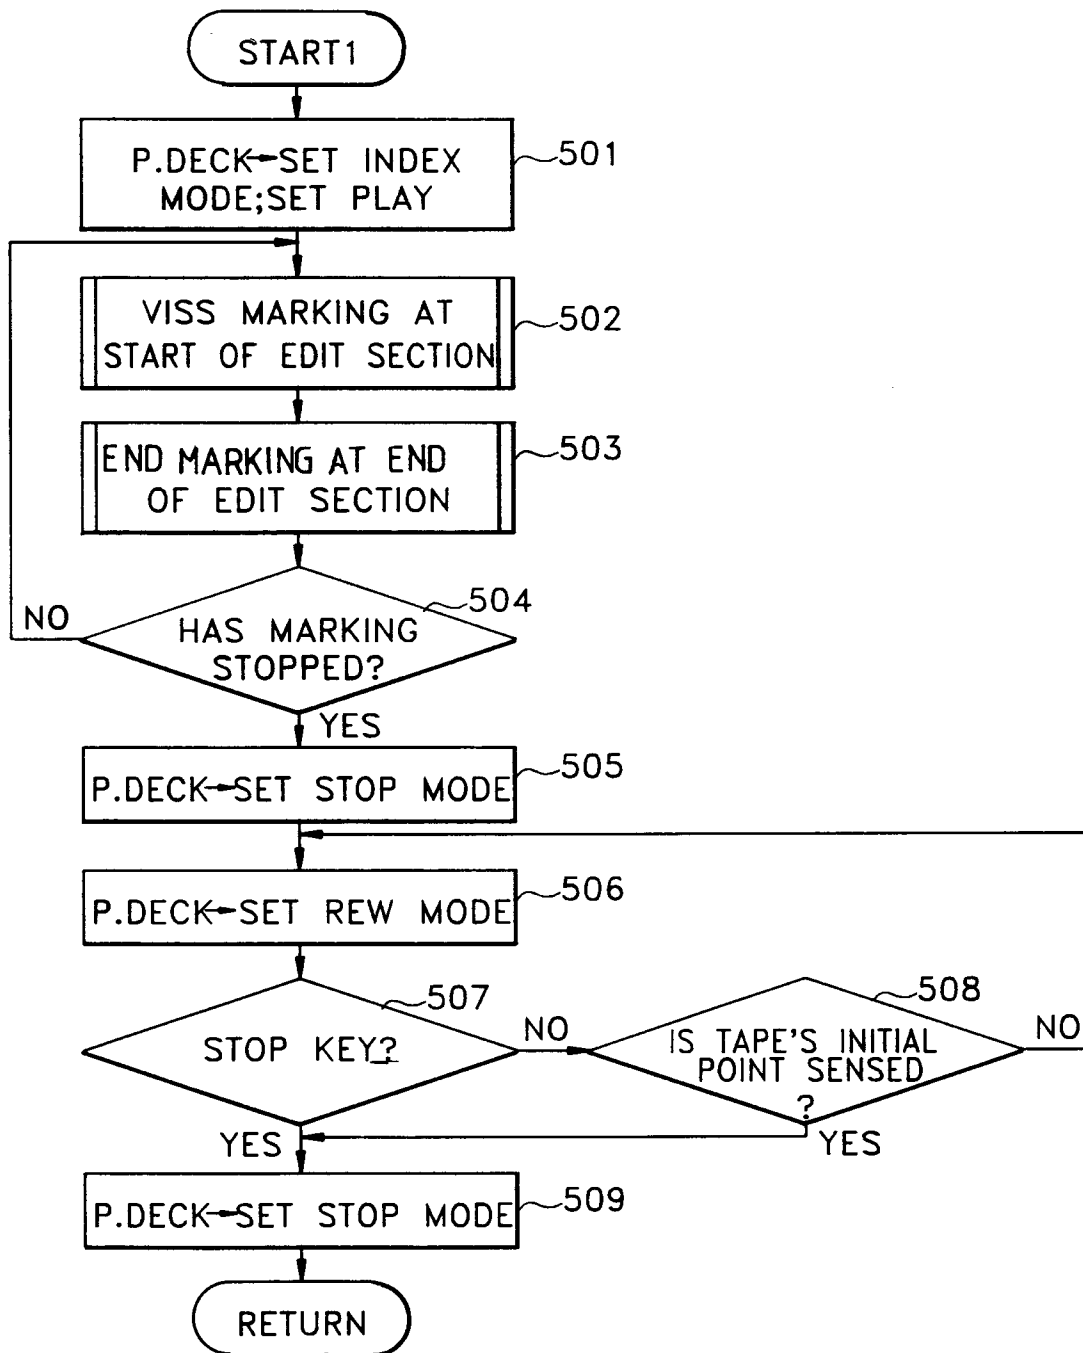 START1
P.DECK→SET INDEX
MODE;SET PLAY
501
VISS MARKING AT
START OF EDIT SECTION
502
END MARKING AT END
OF EDIT SECTION
503
HAS MARKING
STOPPED?
504
NO
YES
P.DECK→SET STOP MODE
505
P.DECK→SET REW MODE
506
STOP KEY?
507
NO
IS TAPE'S INITIAL
POINT SENSED
?
508
NO
YES
YES
P.DECK→SET STOP MODE
509
RETURN